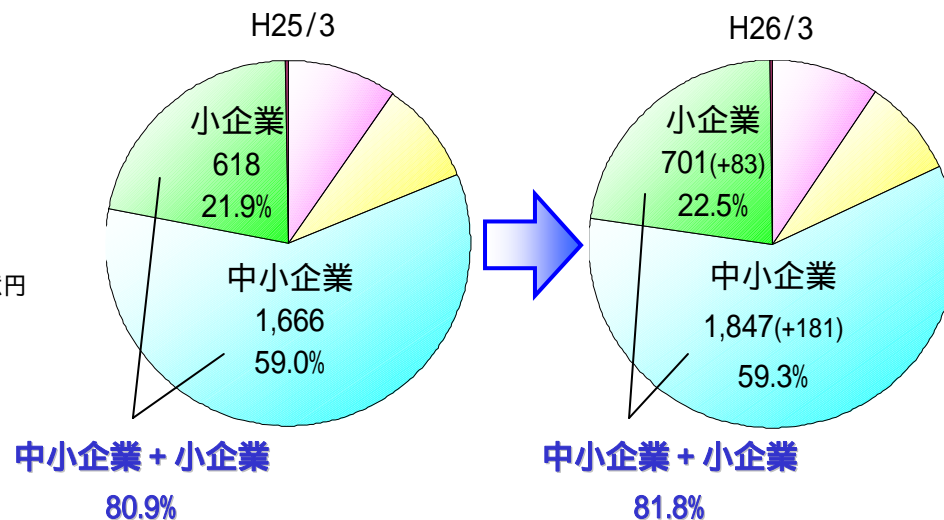 H25/3
小企業
618
21.9%
中小企業
1,666
59.0%
中小企業+小企業
80.9%
円
H26/3
小企業
701(+83)
22.5%
中小企業
1,847(+181)
59.3%
中小企業+小企業
81.8%